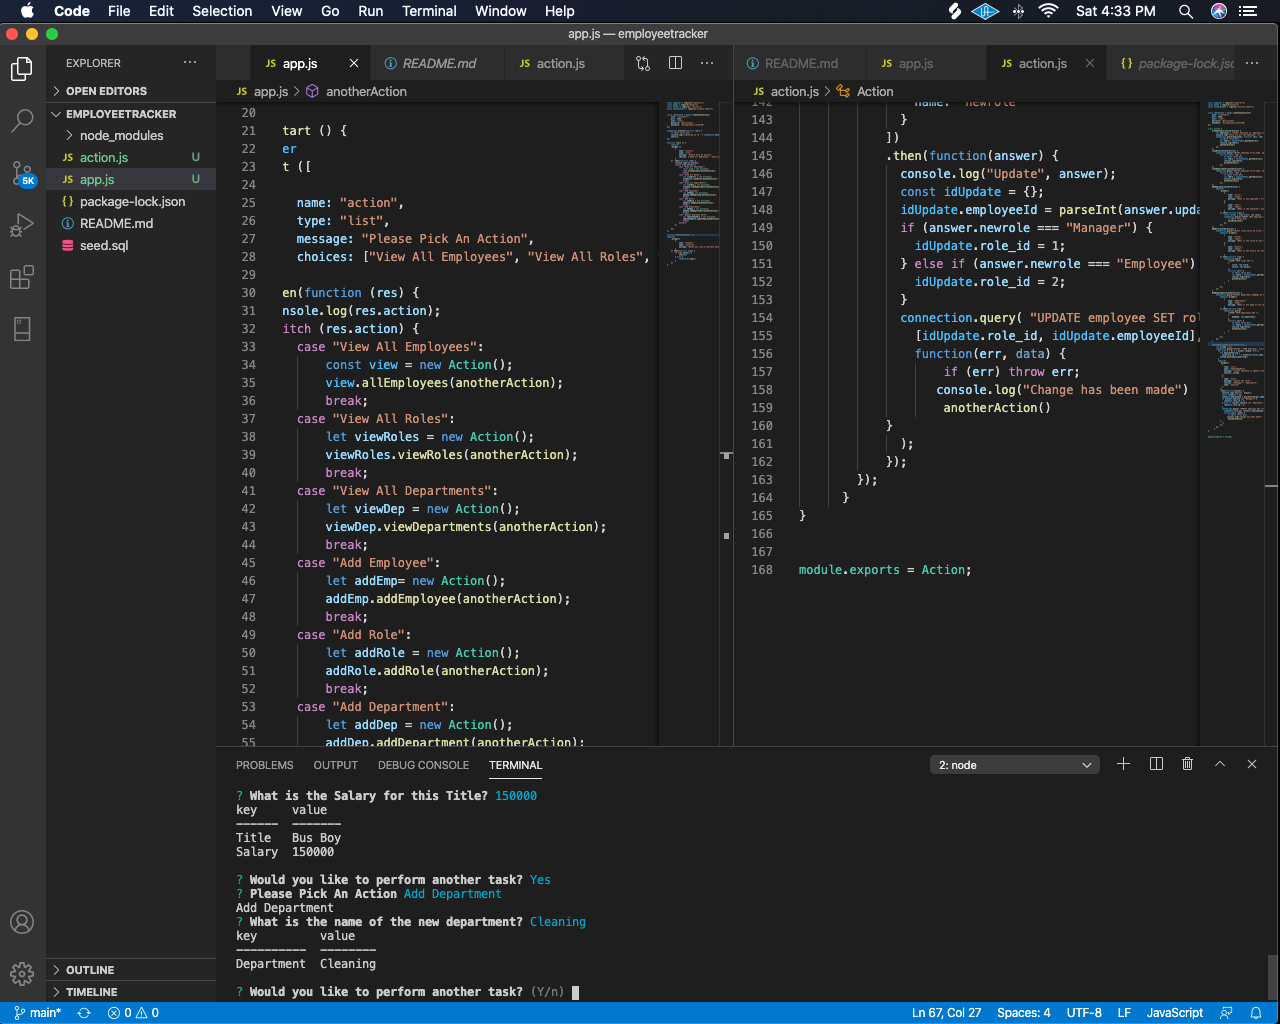 Code File Edit Selection View Go Run Terminal Window Help Sat 4:33 PM
app.js — employeetracker
EXPLORER
OPEN EDITORS
EMPLOYEETRACKER
node_modules
JS action.js U
JS app.js U
{} package-lock.json
README.md
seed.sql
5K
OUTLINE
TIMELINE
JS app.js README.md JS action.js
JS app.js > anotherAction
20
21 tart () {
22 er
23 t ([
24
25 name: "action",
26 type: "list",
27 message: "Please Pick An Action",
28 choices: ["View All Employees", "View All Roles",
29
30 en(function (res) {
31 nsole.log(res.action);
32 itch (res.action) {
33 case "View All Employees":
34 const view = new Action();
35 view.allEmployees(anotherAction);
36 break;
37 case "View All Roles":
38 let viewRoles = new Action();
39 viewRoles.viewRoles(anotherAction);
40 break;
41 case "View All Departments":
42 let viewDep = new Action();
43 viewDep.viewDepartments(anotherAction);
44 break;
45 case "Add Employee":
46 let addEmp= new Action();
47 addEmp.addEmployee(anotherAction);
48 break;
49 case "Add Role":
50 let addRole = new Action();
51 addRole.addRole(anotherAction);
52 break;
53 case "Add Department":
54 let addDep = new Action();
55 addDep.addDepartment(anotherAction);
README.md JS app.js JS action.js {} package-lock.jsc
JS action.js > Action
142 name: "newrole"
143 }
144 ])
145 .then(function(answer) {
146 console.log("Update", answer);
147 const idUpdate = {};
148 idUpdate.employeeId = parseInt(answer.upda
149 if (answer.newrole === "Manager") {
150 idUpdate.role_id = 1;
151 } else if (answer.newrole === "Employee")
152 idUpdate.role_id = 2;
153 }
154 connection.query( "UPDATE employee SET rol
155 [idUpdate.role_id, idUpdate.employeeId],
156 function(err, data) {
157 if (err) throw err;
158 console.log("Change has been made")
159 anotherAction()
160 }
161 );
162 });
163 });
164 }
165 }
166
167
168 module.exports = Action;
PROBLEMS OUTPUT DEBUG CONSOLE TERMINAL 2: node
? What is the Salary for this Title? 150000
key value
------ -------
Title Bus Boy
Salary 150000
? Would you like to perform another task? Yes
? Please Pick An Action Add Department
Add Department
? What is the name of the new department? Cleaning
key value
---------- --------
Department Cleaning
? Would you like to perform another task? (Y/n)
main* 0 0 Ln 67, Col 27 Spaces: 4 UTF-8 LF JavaScript